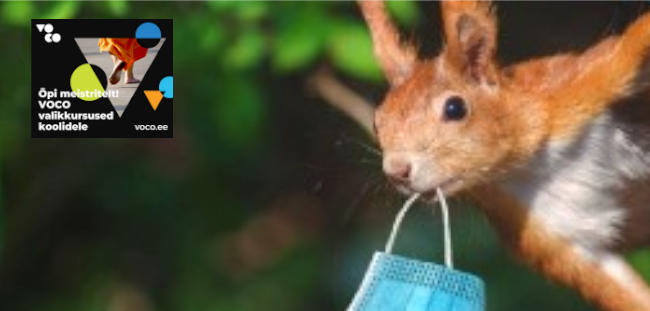 VOCO
Õpi meistritelt!
VOCO
valikkursused
koolidele
voco.ee